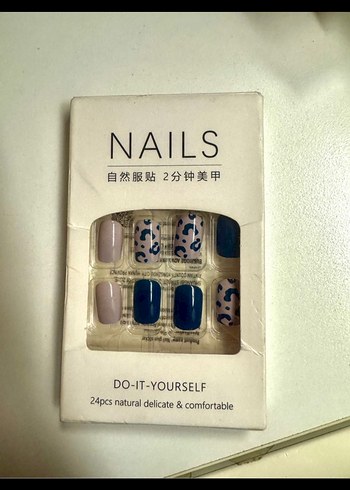 NAILS
自然服贴 2分钟美甲
DO-IT-YOURSELF
24pcs natural delicate & comfortable